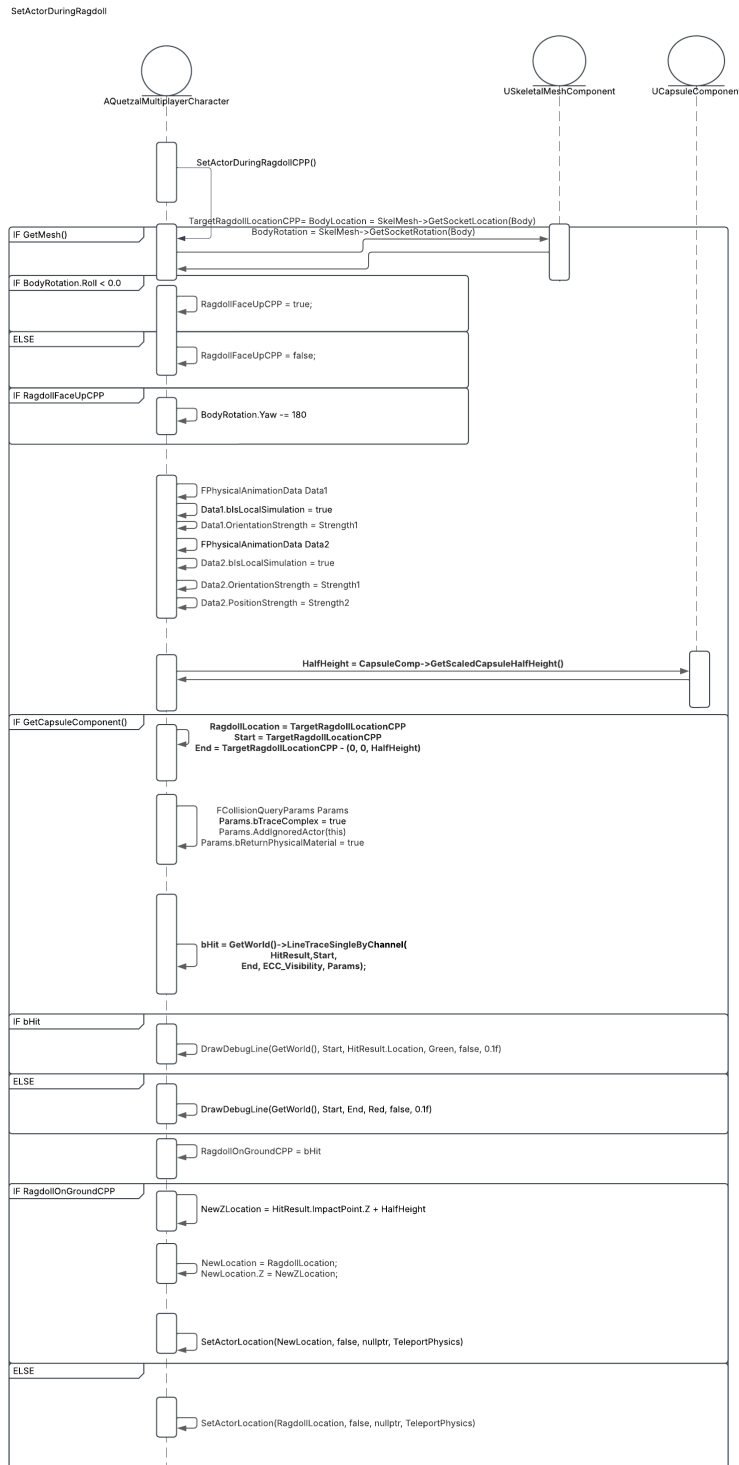 SetActorDuringRagdoll
AQuetzalMultiplayerCharacter
USkeletalMeshComponent
UCapsuleComponent
SetActorDuringRagdollCPP()
TargetRagdollLocationCPP= BodyLocation = SkelMesh->GetSocketLocation(Body)
BodyRotation = SkelMesh->GetSocketRotation(Body)
IF GetMesh()
IF BodyRotation.Roll < 0.0
RagdollFaceUpCPP = true;
ELSE
RagdollFaceUpCPP = false;
IF RagdollFaceUpCPP
BodyRotation.Yaw -= 180
FPhysicalAnimationData Data1
Data1.bIsLocalSimulation = true
Data1.OrientationStrength = Strength1
FPhysicalAnimationData Data2
Data2.bIsLocalSimulation = true
Data2.OrientationStrength = Strength1
Data2.PositionStrength = Strength2
HalfHeight = CapsuleComp->GetScaledCapsuleHalfHeight()
IF GetCapsuleComponent()
RagdollLocation = TargetRagdollLocationCPP
Start = TargetRagdollLocationCPP
End = TargetRagdollLocationCPP - (0, 0, HalfHeight)
FCollisionQueryParams Params
Params.bTraceComplex = true
Params.AddIgnoredActor(this)
Params.bReturnPhysicalMaterial = true
bHit = GetWorld()->LineTraceSingleByChannel(
HitResult,Start,
End, ECC_Visibility, Params);
IF bHit
DrawDebugLine(GetWorld(), Start, HitResult.Location, Green, false, 0.1f)
ELSE
DrawDebugLine(GetWorld(), Start, End, Red, false, 0.1f)
RagdollOnGroundCPP = bHit
IF RagdollOnGroundCPP
NewZLocation = HitResult.ImpactPoint.Z + HalfHeight
NewLocation = RagdollLocation;
NewLocation.Z = NewZLocation;
SetActorLocation(NewLocation, false, nullptr, TeleportPhysics)
ELSE
SetActorLocation(RagdollLocation, false, nullptr, TeleportPhysics)